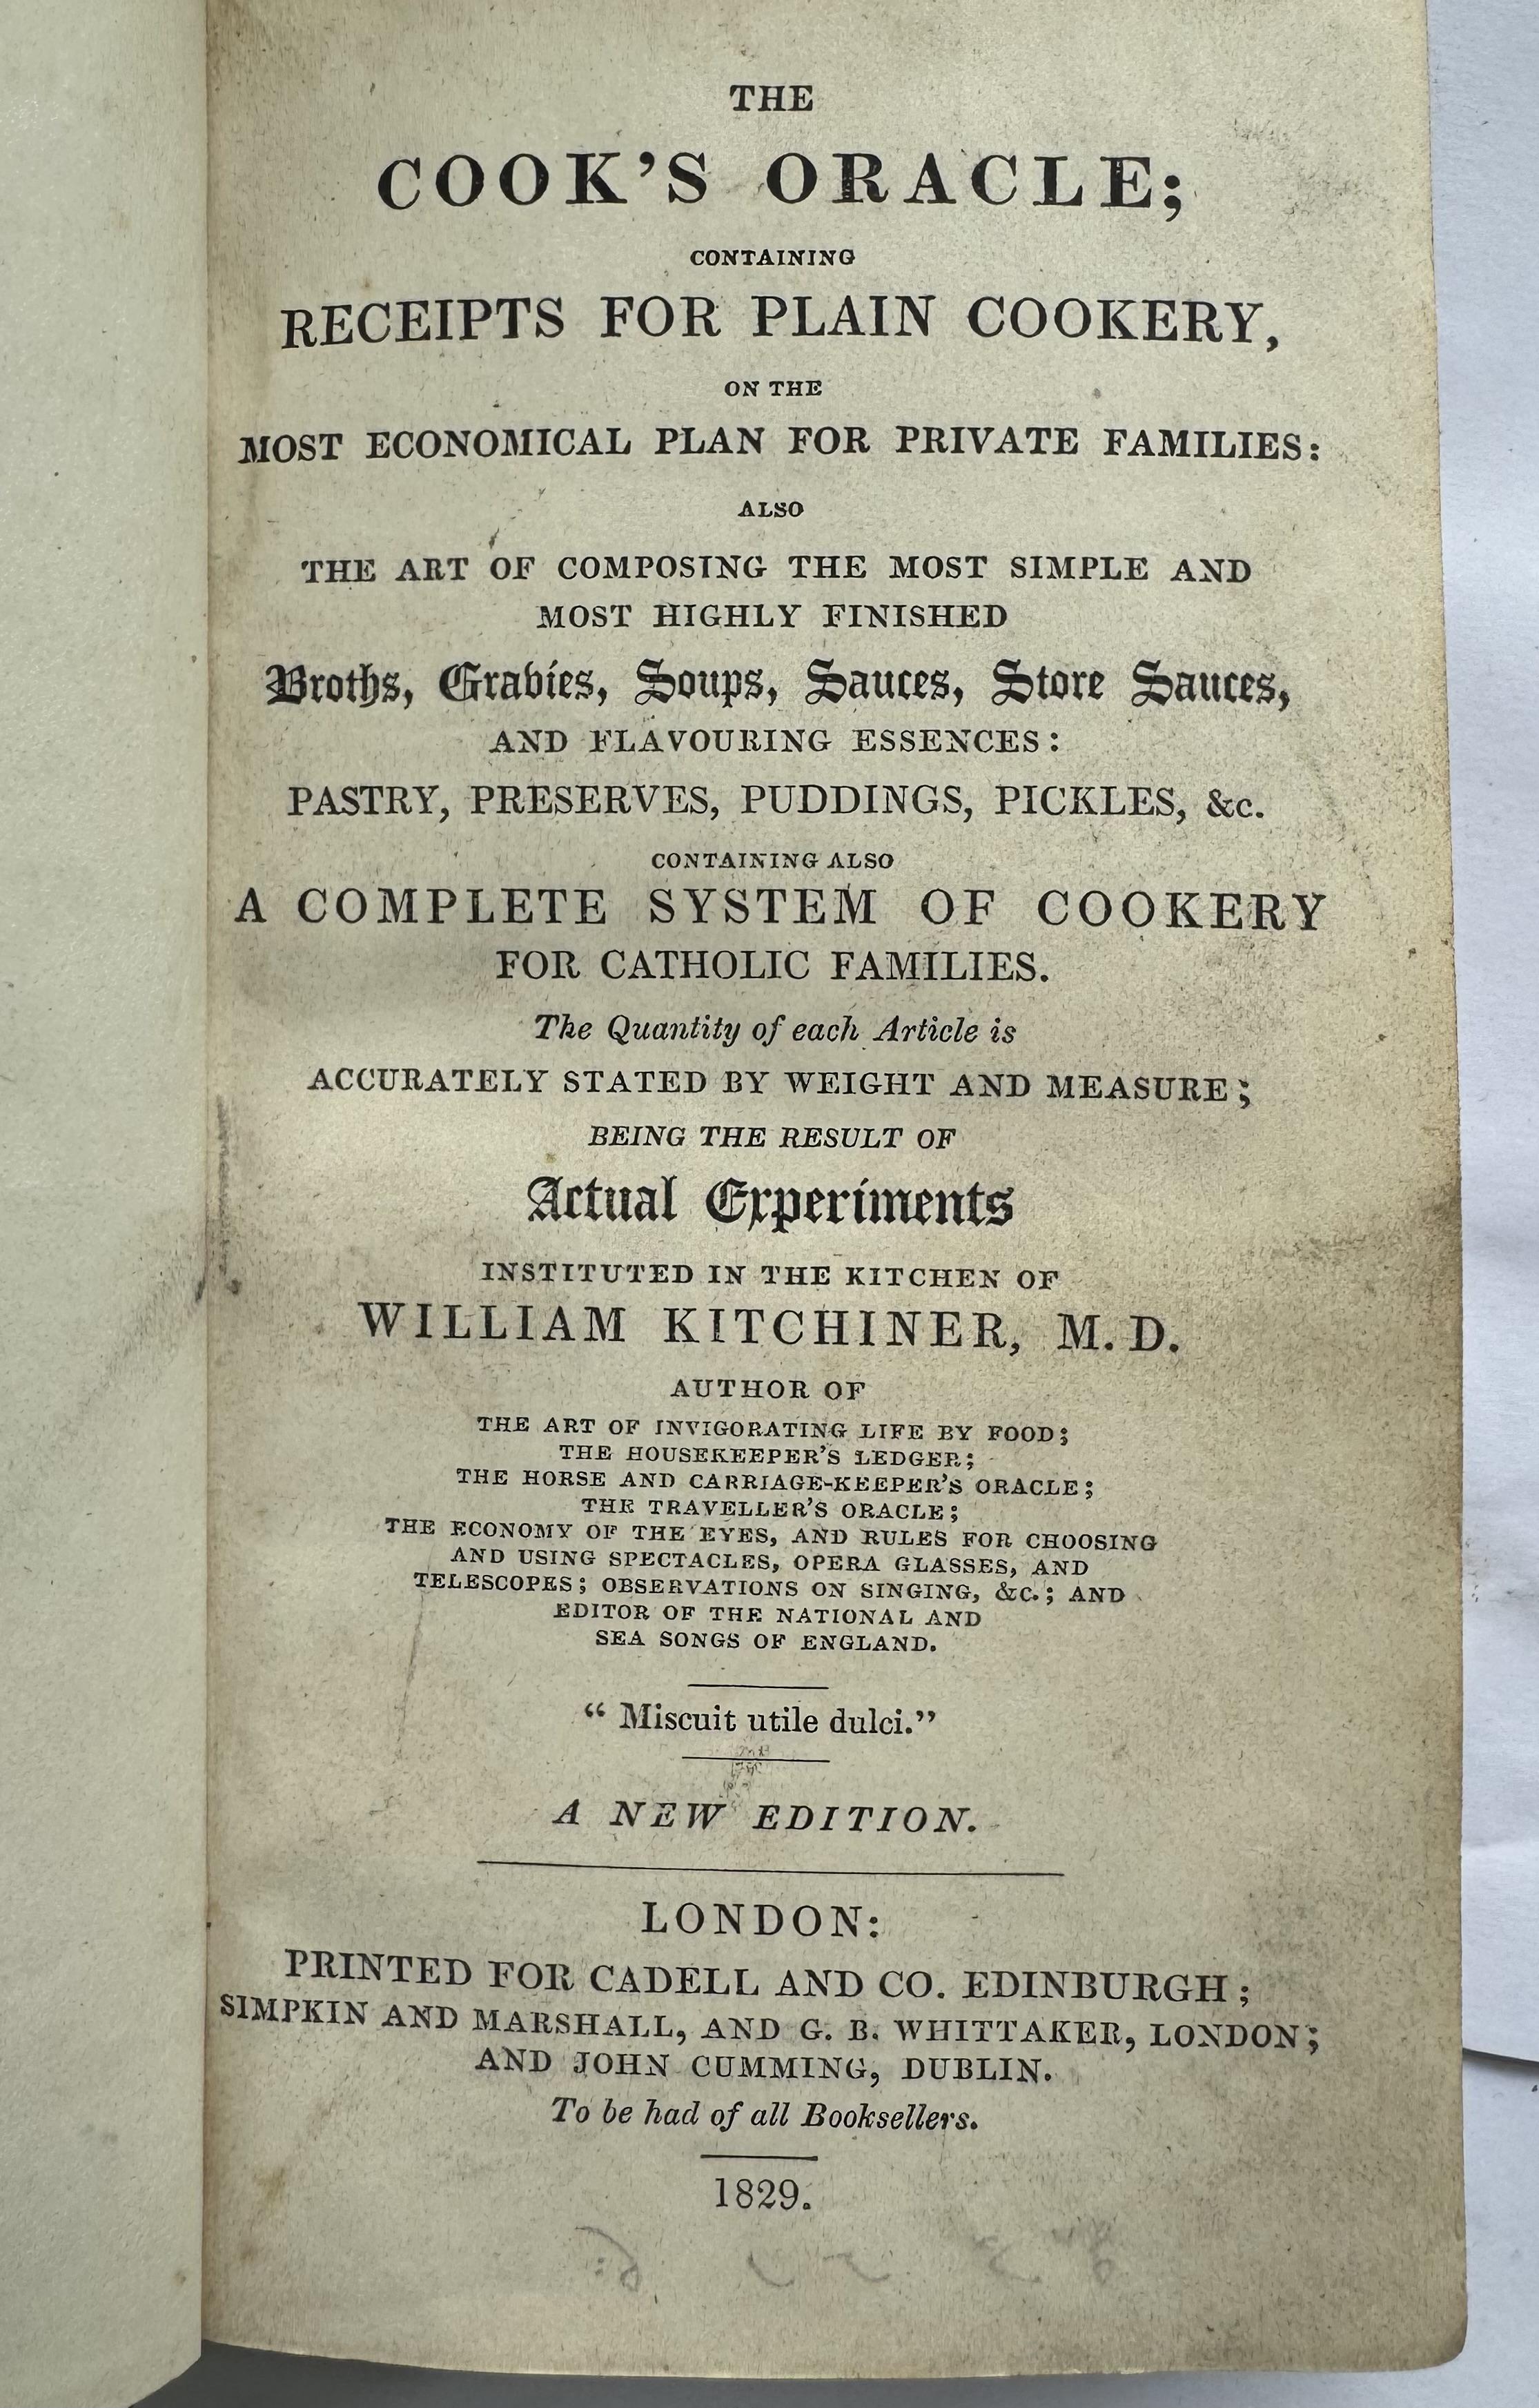 THE
COOK'S ORACLE;
CONTAINING
RECEIPTS FOR PLAIN COOKERY,
ON THE
MOST ECONOMICAL PLAN FOR PRIVATE FAMILIES:
ALSO
THE ART OF COMPOSING THE MOST SIMPLE AND
MOST HIGHLY FINISHED
Broths, Gravies, Soups, Sauces, Store Sauces,
AND FLAVOURING ESSENCES:
PASTRY, PRESERVES, PUDDINGS, PICKLES, &c.
CONTAINING ALSO
A COMPLETE SYSTEM OF COOKERY
FOR CATHOLIC FAMILIES.
The Quantity of each Article is
ACCURATELY STATED BY WEIGHT AND MEASURE;
BEING THE RESULT OF
Actual Experiments
INSTITUTED IN THE KITCHEN OF
WILLIAM KITCHINER, M.D.
AUTHOR OF
THE ART OF INVIGORATING LIFE BY FOOD;
THE HOUSEKEEPER'S LEDGER;
THE HORSE AND CARRIAGE-KEEPER'S ORACLE;
THE TRAVELLER'S ORACLE;
THE ECONOMY OF THE EYES, AND RULES FOR CHOOSING
AND USING SPECTACLES, OPERA GLASSES, AND
TELESCOPES; OBSERVATIONS ON SINGING, &c.; AND
EDITOR OF THE NATIONAL AND
SEA SONGS OF ENGLAND.
"Miscuit utile dulci."
A NEW EDITION.
LONDON:
PRINTED FOR CADELL AND CO. EDINBURGH;
SIMPKIN AND MARSHALL, AND G. B. WHITTAKER, LONDON;
AND JOHN CUMMING, DUBLIN.
To be had of all Booksellers.
1829.